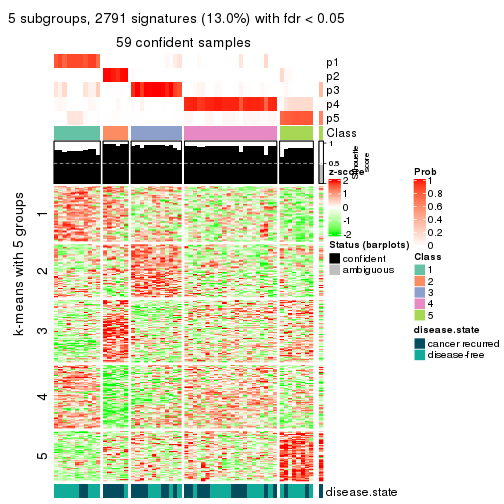 5 subgroups, 2791 signatures (13.0%) with fdr < 0.05
59 confident samples
p1
p2
p3
p4
p5
Class
1
0.5
0
Silhouette
score
k-means with 5 groups
1
2
3
4
5
disease.state
z-score
2
1
0
-1
-2
Status (barplots)
confident
ambiguous
Prob
1
0.8
0.6
0.4
0.2
0
Class
1
2
3
4
5
disease.state
cancer recurred
disease-free